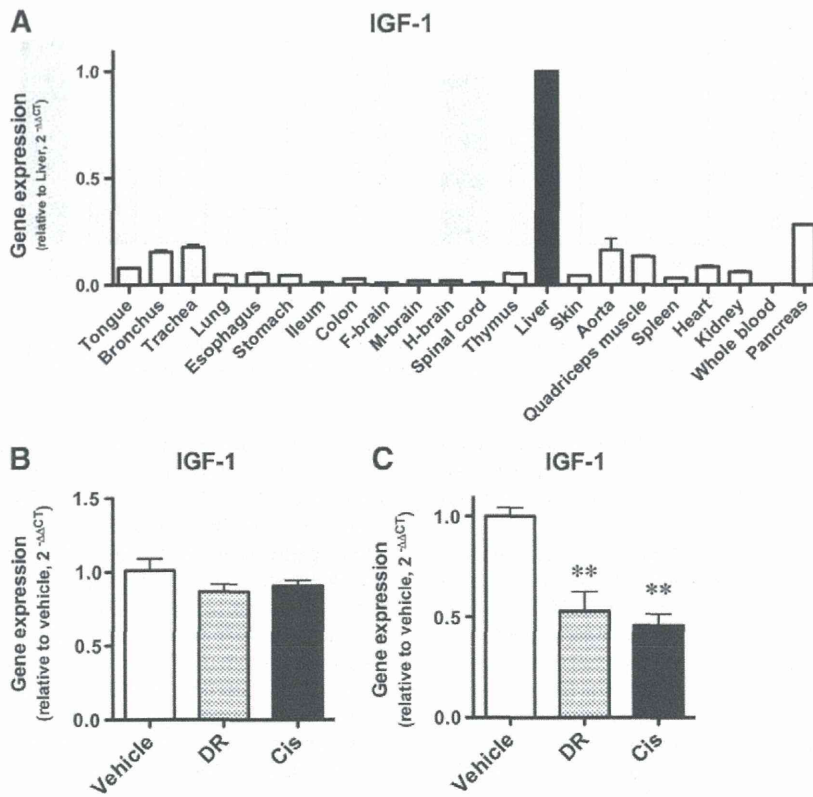 A
IGF-1
Gene expression
(relative to Liver, 2 -ΔΔCT)
1.0
0.5
0.0
Tongue
Bronchus
Trachea
Lung
Esophagus
Stomach
Ileum
Colon
F-brain
M-brain
H-brain
Spinal cord
Thymus
Liver
Skin
Aorta
Quadriceps muscle
Spleen
Heart
Kidney
Whole blood
Pancreas
B
IGF-1
Gene expression
(relative to vehicle, 2 -ΔΔCT)
1.5
1.0
0.5
0.0
Vehicle
DR
Cis
C
IGF-1
Gene expression
(relative to vehicle, 2 -ΔΔCT)
1.0
0.5
0.0
**
**
Vehicle
DR
Cis